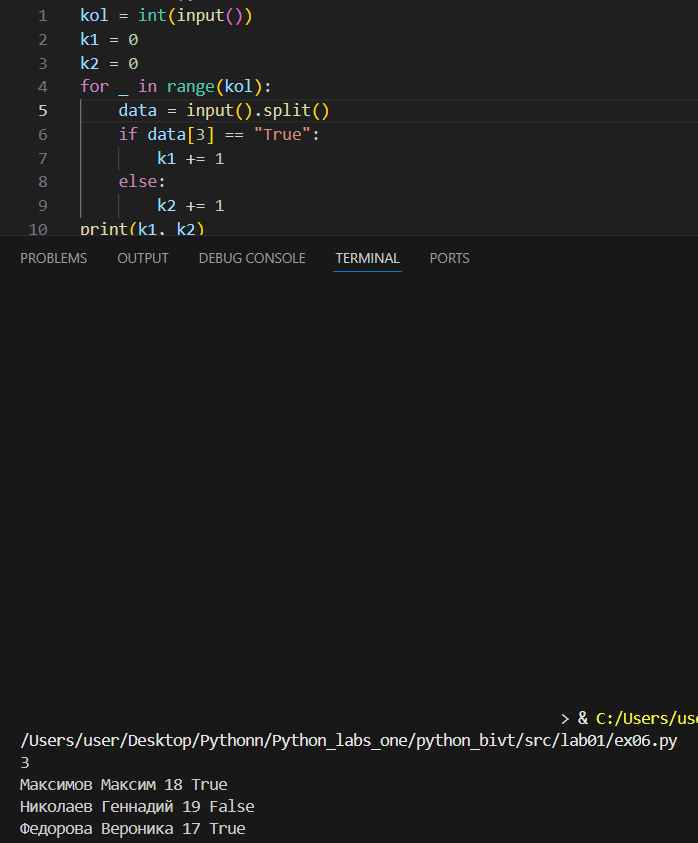 1 kol = int(input())
2 k1 = 0
3 k2 = 0
4 for _ in range(kol):
5 data = input().split()
6 if data[3] == "True":
7 k1 += 1
8 else:
9 k2 += 1
10 print(k1, k2)
PROBLEMS OUTPUT DEBUG CONSOLE TERMINAL PORTS
> & C:/Users/use
/Users/user/Desktop/Pythonn/Python_labs_one/python_bivt/src/lab01/ex06.py
3
Максимов Максим 18 True
Николаев Геннадий 19 False
Федорова Вероника 17 True